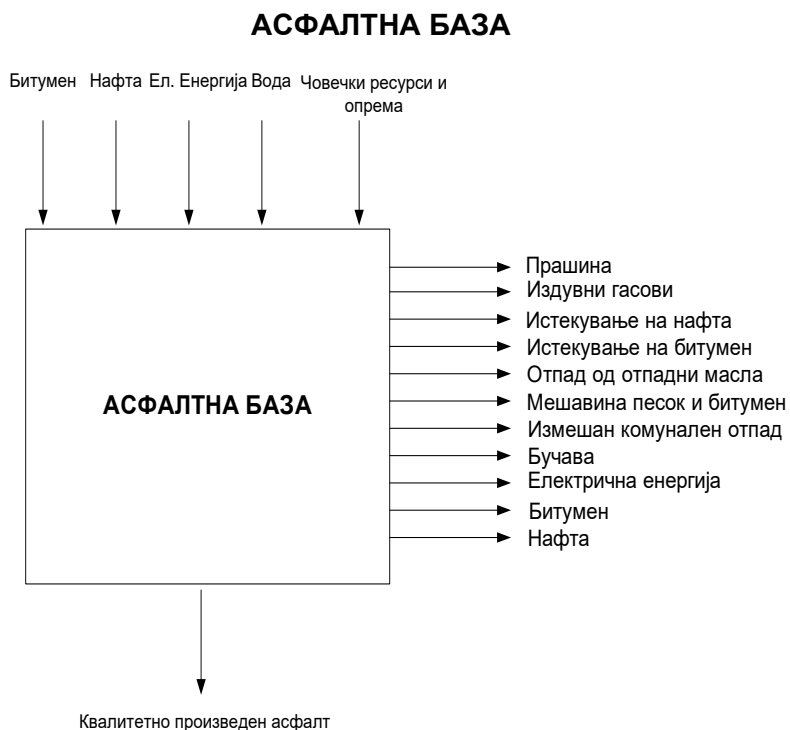 АСФАЛТНА БАЗА
Битумен Нафта Ел. Енергија Вода Човечки ресурси и
опрема
Прашина
Издувни гасови
Истекување на нафта
Истекување на битумен
Отпад од отпадни масла
АСФАЛТНА БАЗА
Мешавина песок и битумен
Измешан комунален отпад
Бучава
Електрична енергија
Битумен
Нафта
Квалитетно произведен асфалт